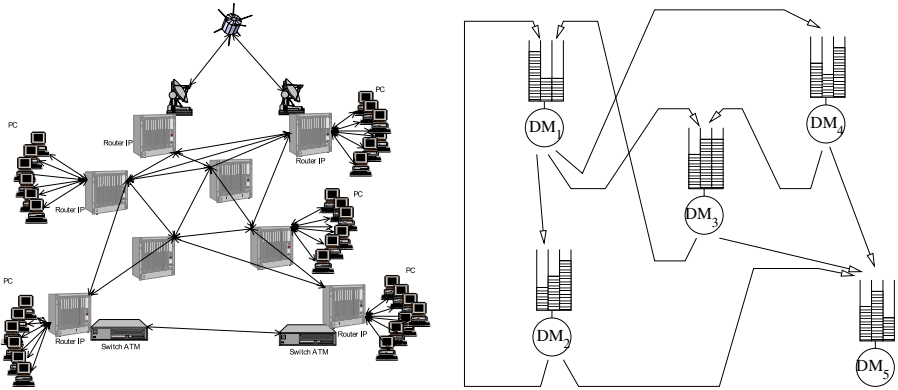 PC
PC
Router IP
Router IP
PC
Router IP
PC
PC
Router IP
Router IP
Switch ATM
Switch ATM
DM1
DM4
DM3
DM2
DM5